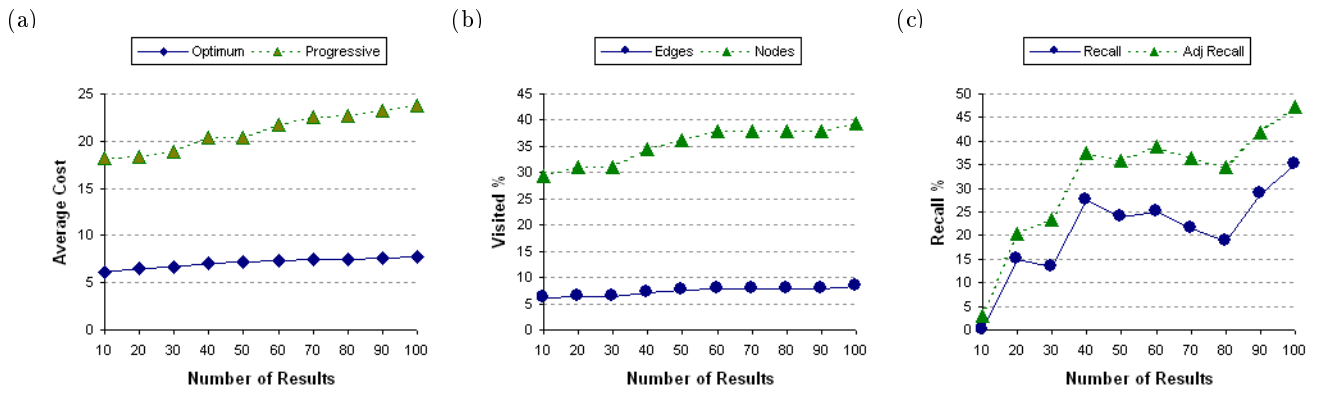 (a)
Optimum Progressive
Average Cost
25
20
15
10
5
0
10 20 30 40 50 60 70 80 90 100
Number of Results
(b)
Edges Nodes
Visited %
45
40
35
30
25
20
15
10
5
0
10 20 30 40 50 60 70 80 90 100
Number of Results
(c)
Recall Adj Recall
Recall %
50
45
40
35
30
25
20
15
10
5
0
10 20 30 40 50 60 70 80 90 100
Number of Results